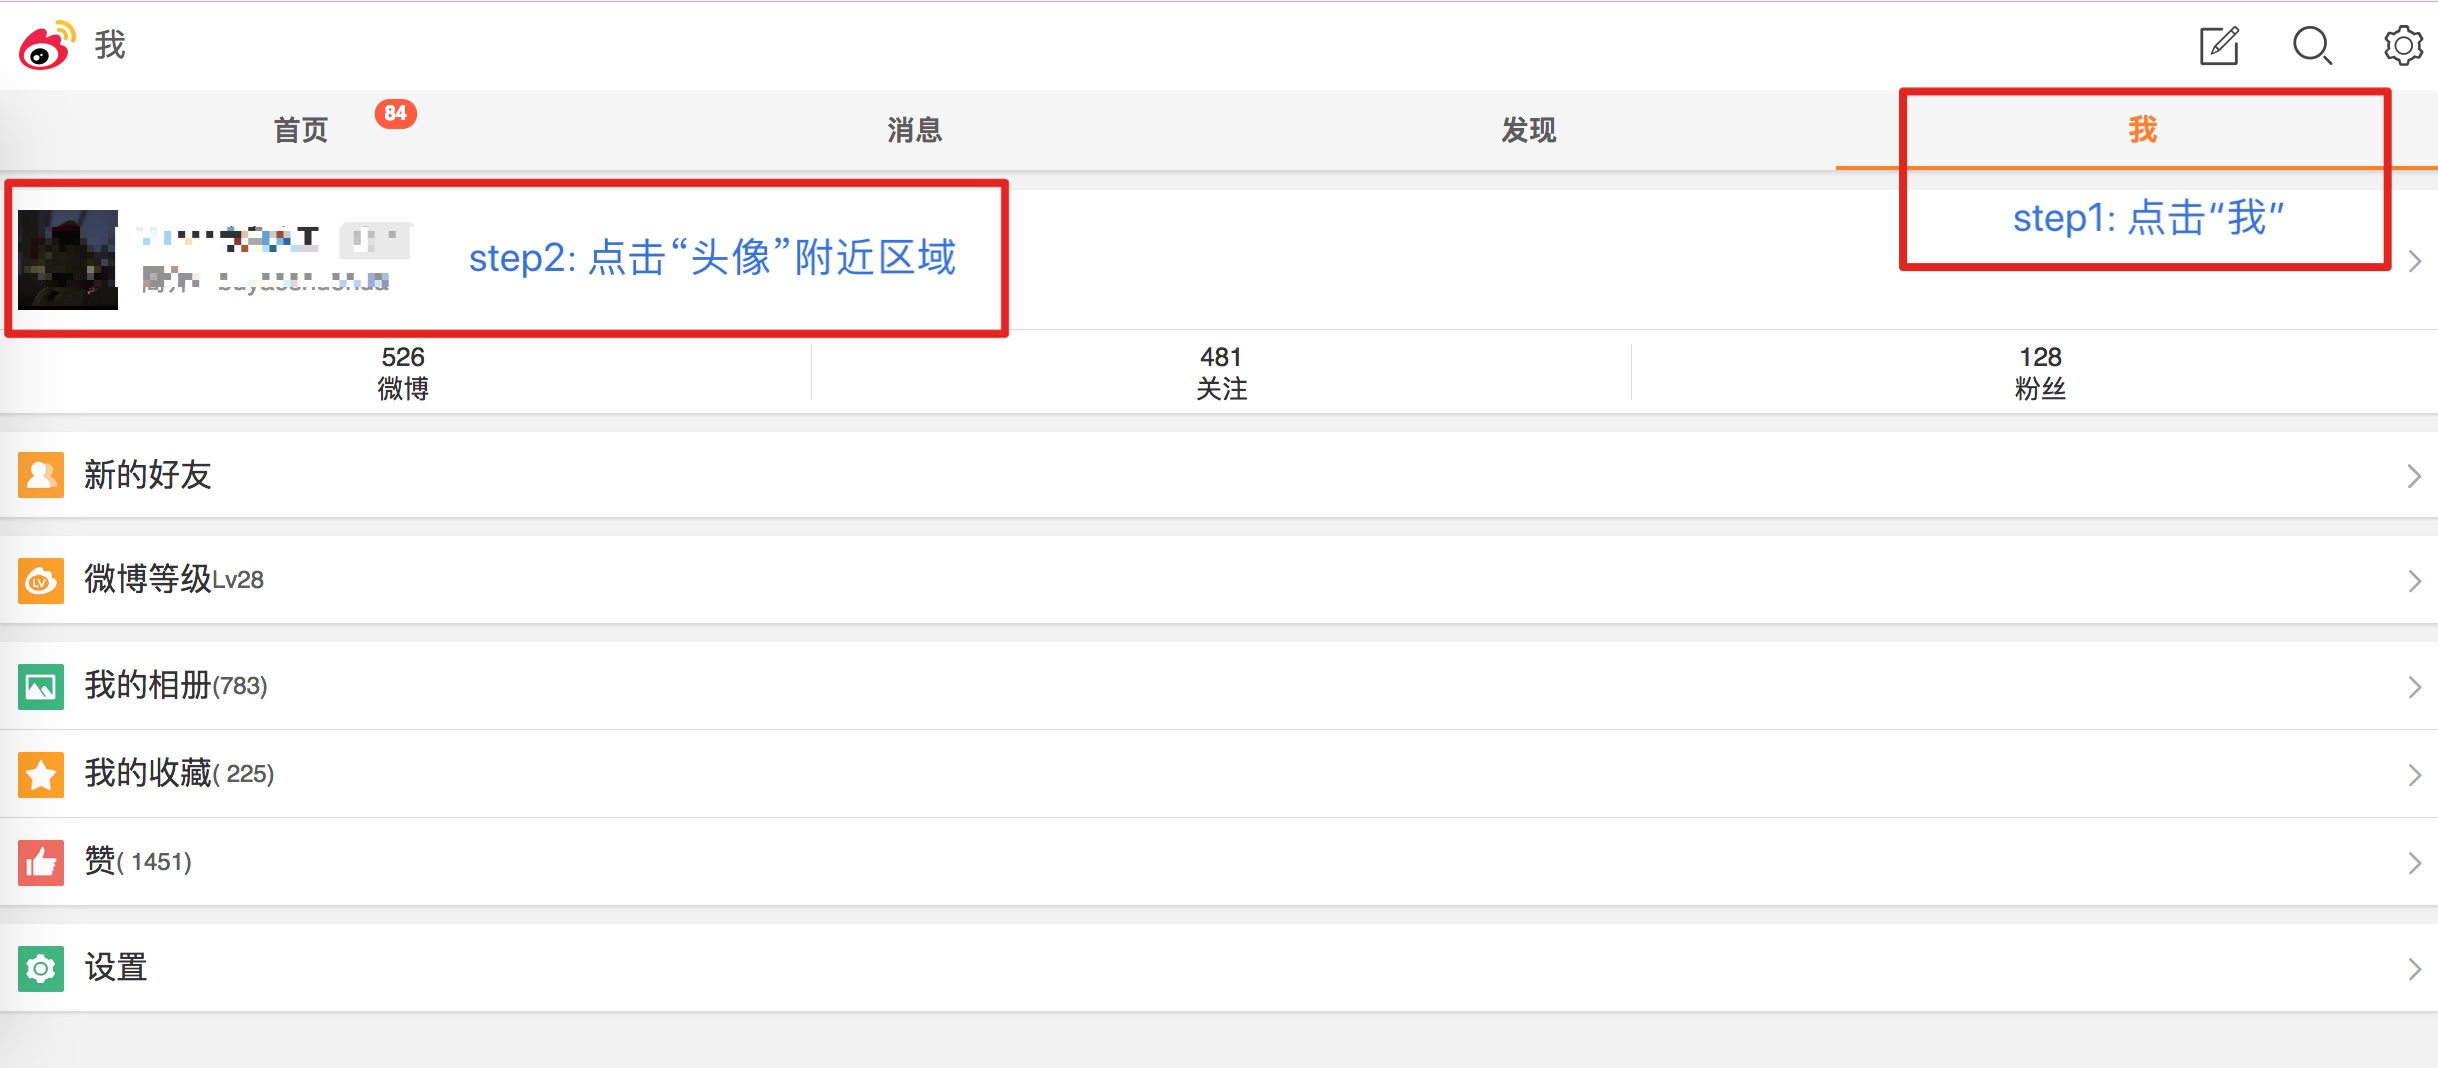 我
首页 84 消息 发现 我
step1: 点击“我”
step2: 点击“头像”附近区域
526 481 128
微博 关注 粉丝
新的好友
微博等级Lv28
我的相册(783)
我的收藏( 225)
赞( 1451)
设置